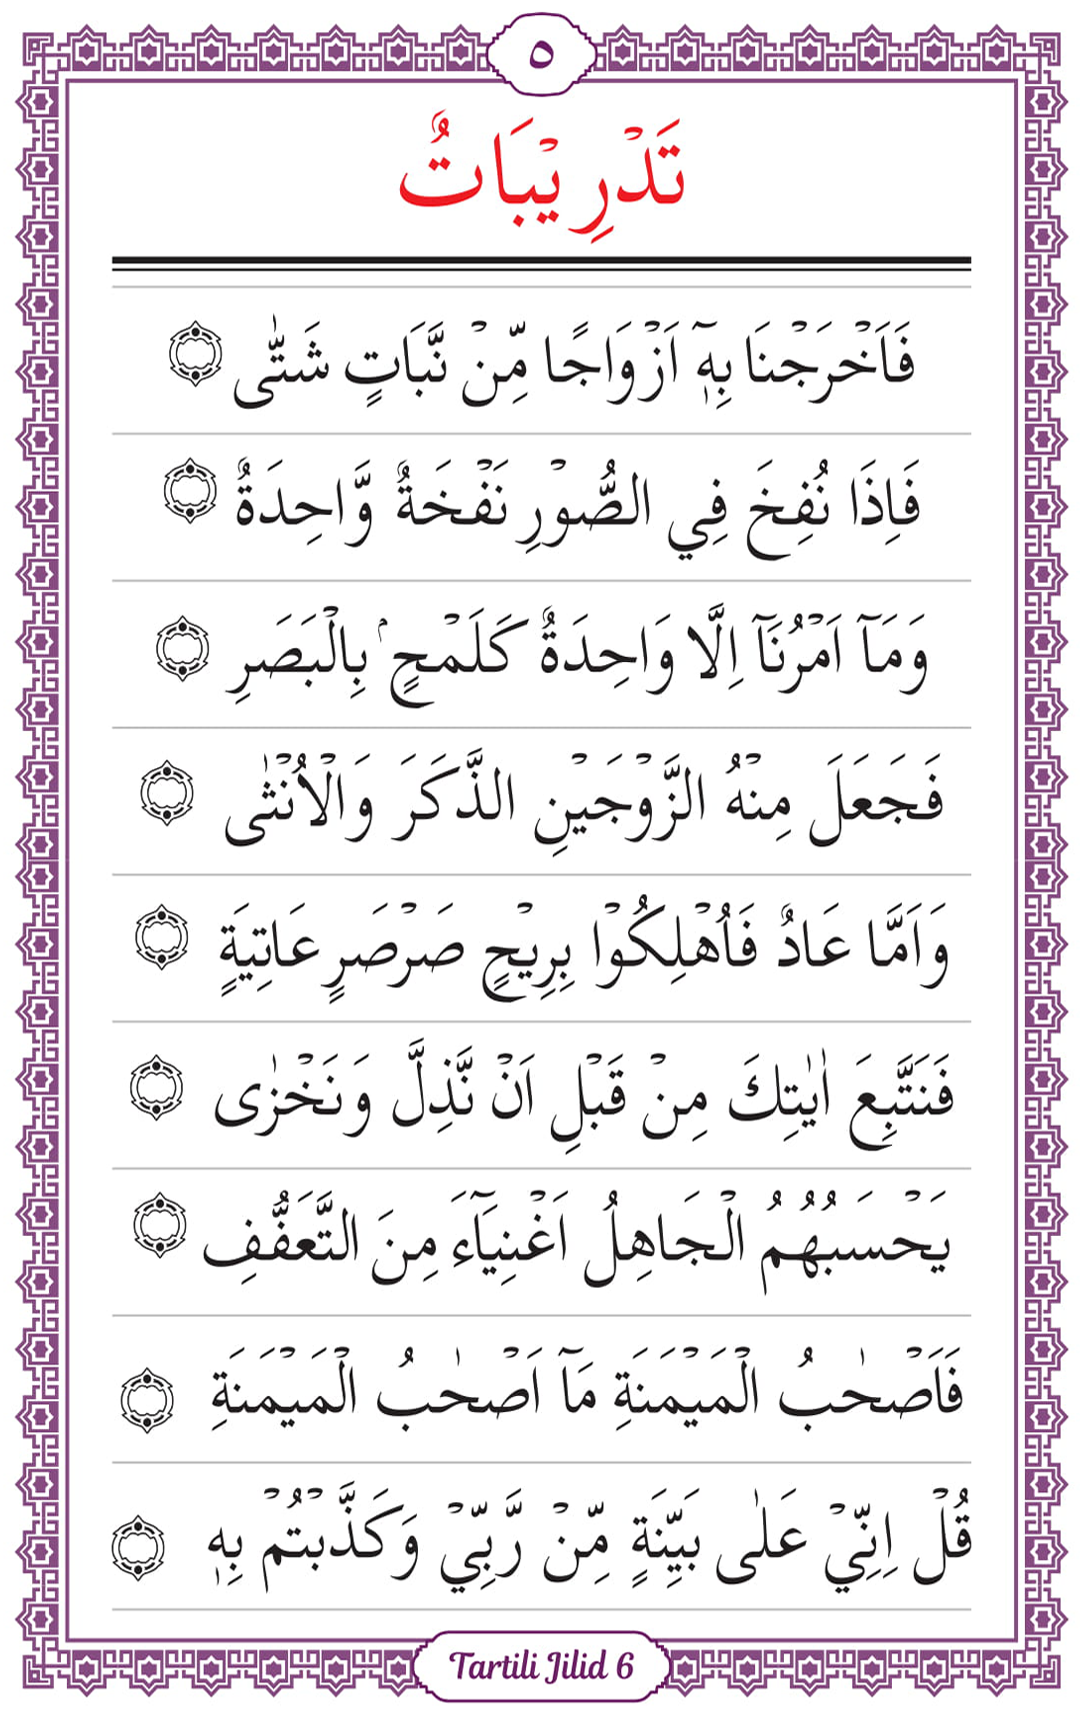 ٥
تَدْرِيْبَاتٌ
فَاَخْرَجْنَا بِهٖٓ اَزْوَاجًا مِّنْ نَّبَاتٍ شَتّٰى
فَاِذَا نُفِخَ فِي الصُّوْرِ نَفْخَةٌ وَّاحِدَةٌ
وَمَآ اَمْرُنَآ اِلَّا وَاحِدَةٌ كَلَمْحٍ ۢ بِالْبَصَرِ
فَجَعَلَ مِنْهُ الزَّوْجَيْنِ الذَّكَرَ وَالْاُنْثٰى
وَاَمَّا عَادٌ فَاُهْلِكُوْا بِرِيْحٍ صَرْصَرٍ عَاتِيَةٍ
فَنَتَّبِعَ اٰيٰتِكَ مِنْ قَبْلِ اَنْ نَّذِلَّ وَنَخْزٰى
يَحْسَبُهُمُ الْجَاهِلُ اَغْنِيَآءَ مِنَ التَّعَفُّفِ
فَاَصْحٰبُ الْمَيْمَنَةِ مَآ اَصْحٰبُ الْمَيْمَنَةِ
قُلْ اِنِّيْ عَلٰى بَيِّنَةٍ مِّنْ رَّبِّيْ وَكَذَّبْتُمْ بِهٖ
Tartili Jilid 6